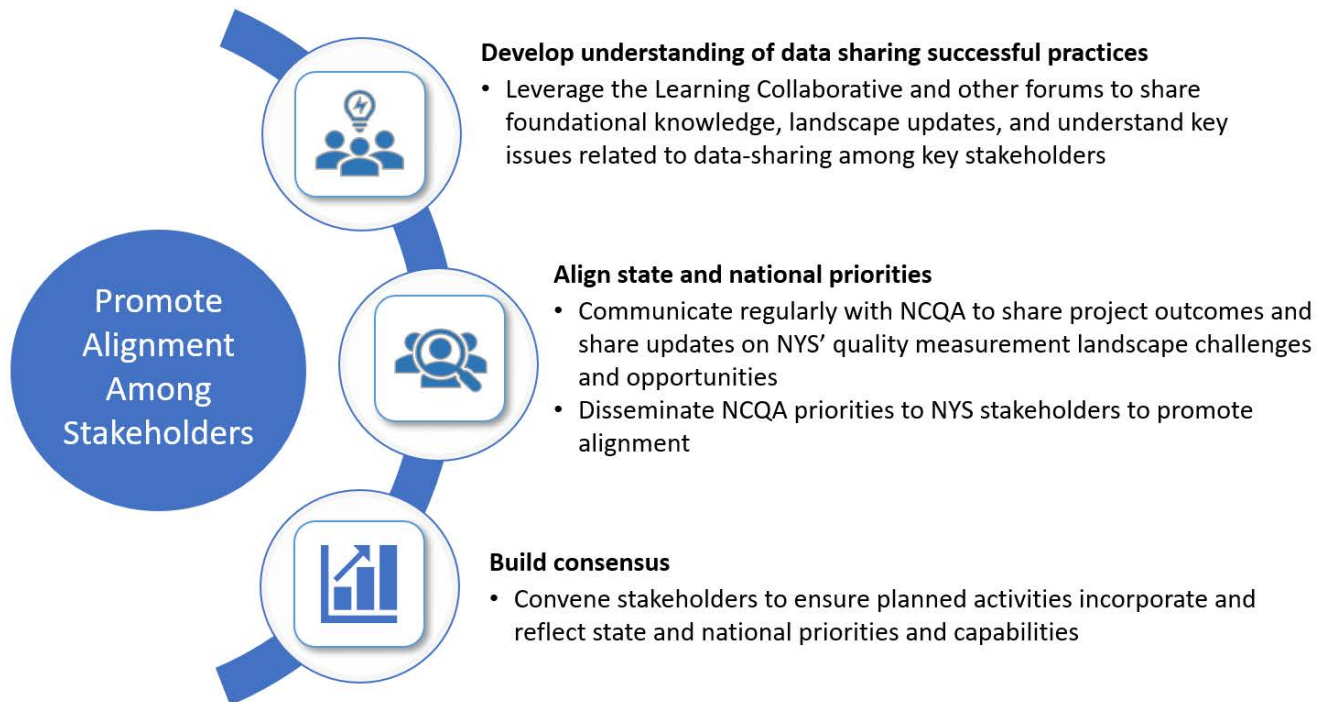 Promote
Alignment
Among
Stakeholders
Develop understanding of data sharing successful practices
• Leverage the Learning Collaborative and other forums to share
foundational knowledge, landscape updates, and understand key
issues related to data-sharing among key stakeholders
Align state and national priorities
• Communicate regularly with NCQA to share project outcomes and
share updates on NYS’ quality measurement landscape challenges
and opportunities
• Disseminate NCQA priorities to NYS stakeholders to promote
alignment
Build consensus
• Convene stakeholders to ensure planned activities incorporate and
reflect state and national priorities and capabilities